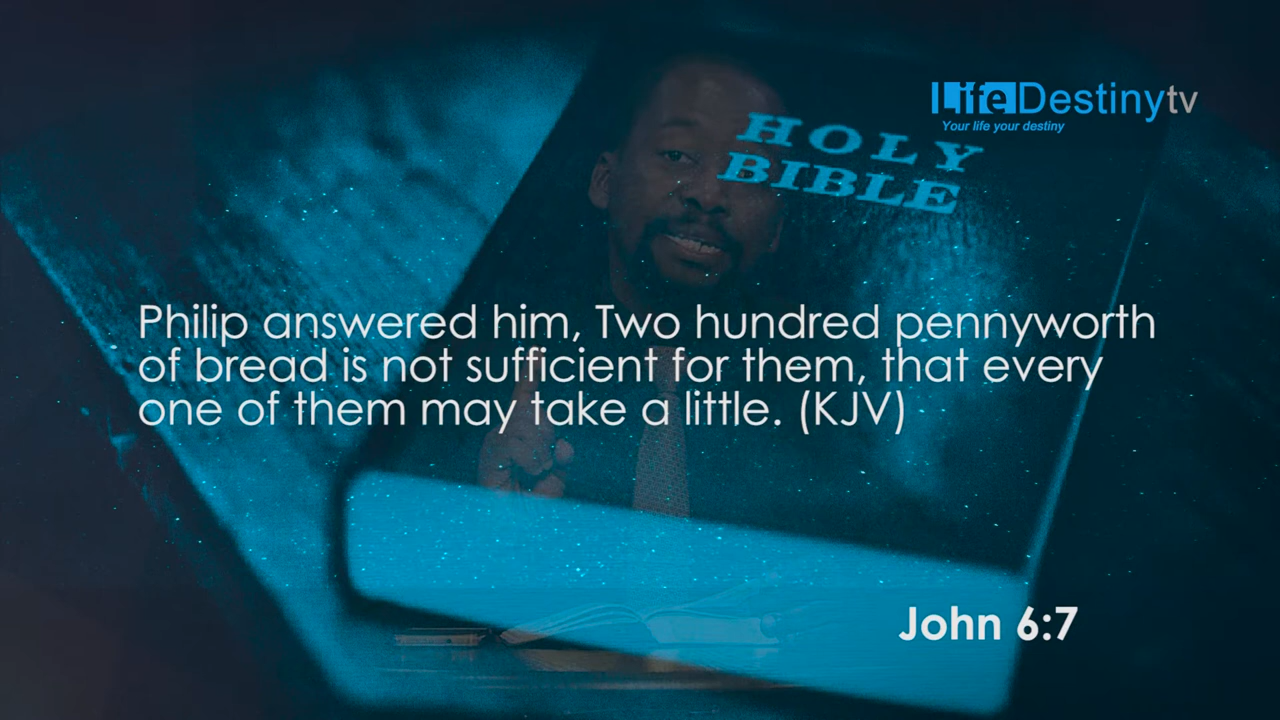 LifeDestinytv
Your life your destiny
HOLY
BIBLE
Philip answered him, Two hundred pennyworth
of bread is not sufficient for them, that every
one of them may take a little. (KJV)
John 6:7